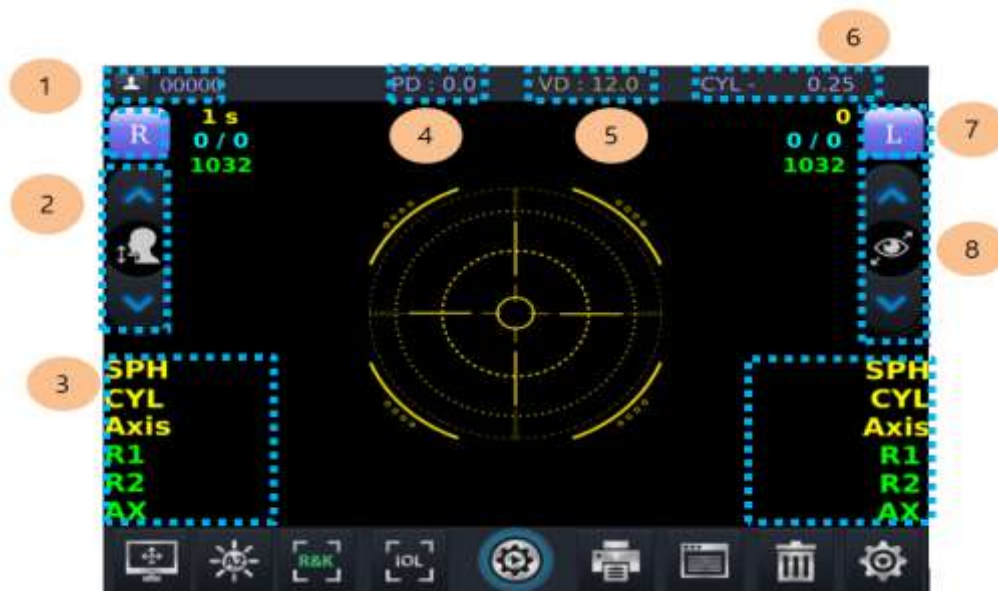 6
1
00000 PD : 0.0 VD : 12.0 CYL - 0.25
R 1 s 4 5 0 L 7
0 / 0 0 / 0
1032 1032
2
8
3
SPH SPH
CYL CYL
Axis Axis
R1 R1
R2 R2
AX AX
R&K IOL